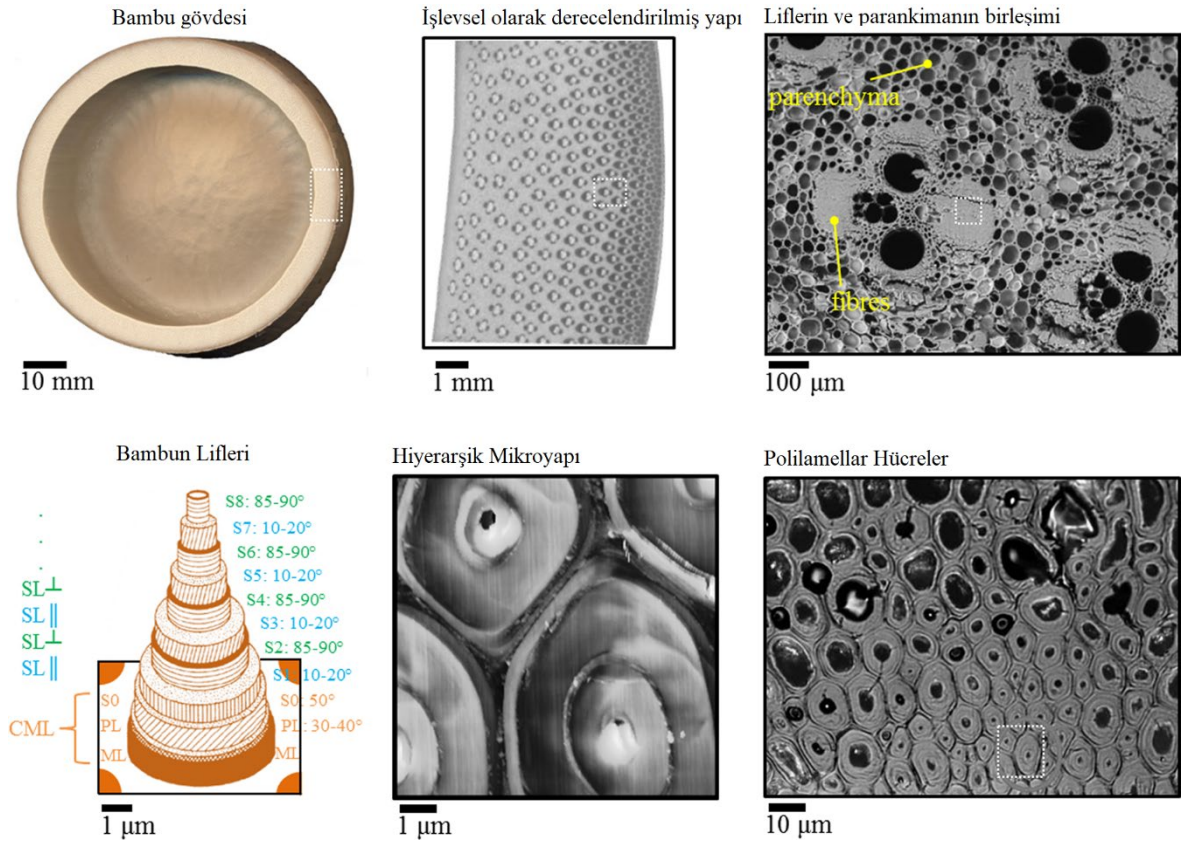 Bambu gövdesi
İşlevsel olarak derecelendirilmiş yapı
Liflerin ve parankimanın birleşimi
parenchyma
fibres
10 mm
1 mm
100 µm
Bambun Lifleri
Hiyerarşik Mikroyapı
Polilamellar Hücreler
S8: 85-90°
S7: 10-20°
S6: 85-90°
S5: 10-20°
SL⊥
S4: 85-90°
SL ||
S3: 10-20°
SL⊥
S2: 85-90°
SL ||
S1: 10-20°
S0
S0: 50°
CML
PL
PL: 30-40°
ML
ML
1 µm
1 µm
10 µm